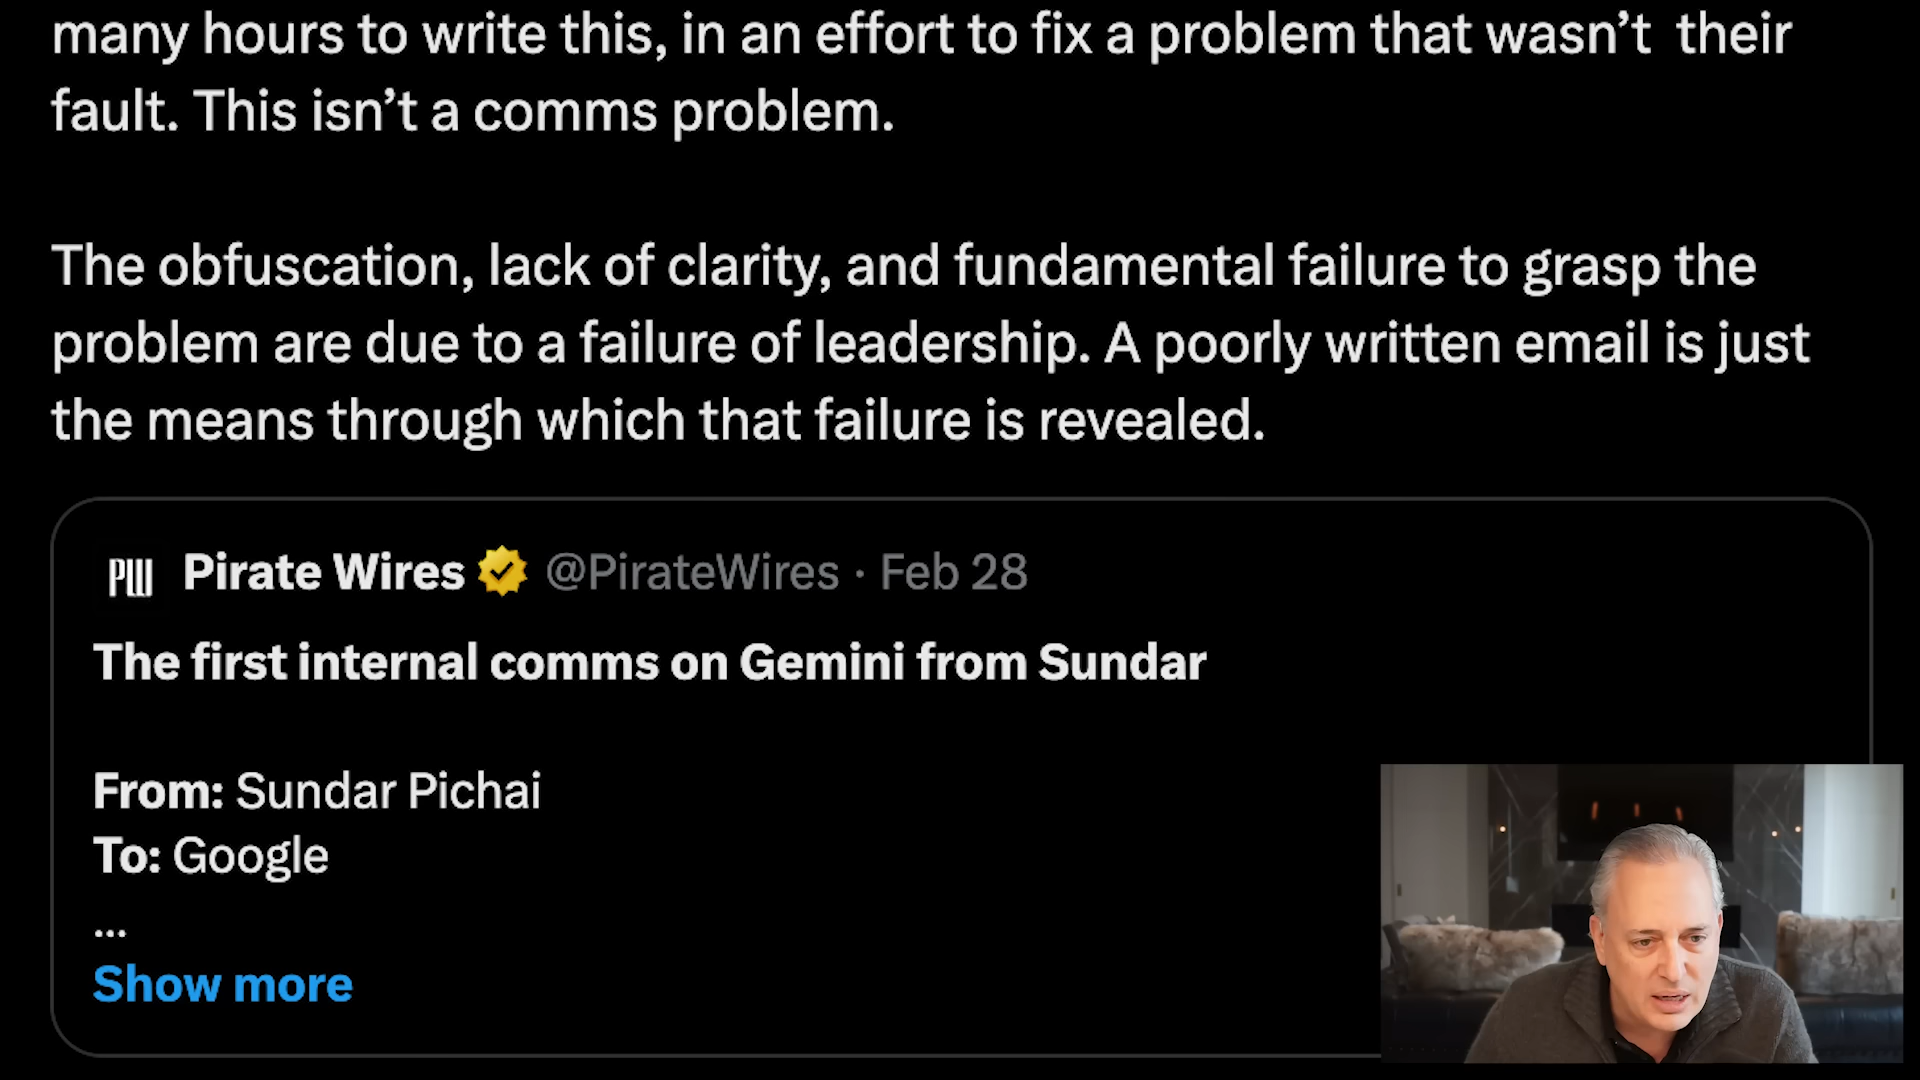 many hours to write this, in an effort to fix a problem that wasn’t  their
fault. This isn’t a comms problem.
The obfuscation, lack of clarity, and fundamental failure to grasp the
problem are due to a failure of leadership. A poorly written email is just
the means through which that failure is revealed.
PW Pirate Wires @PirateWires · Feb 28
The first internal comms on Gemini from Sundar
From: Sundar Pichai
To: Google
...
Show more